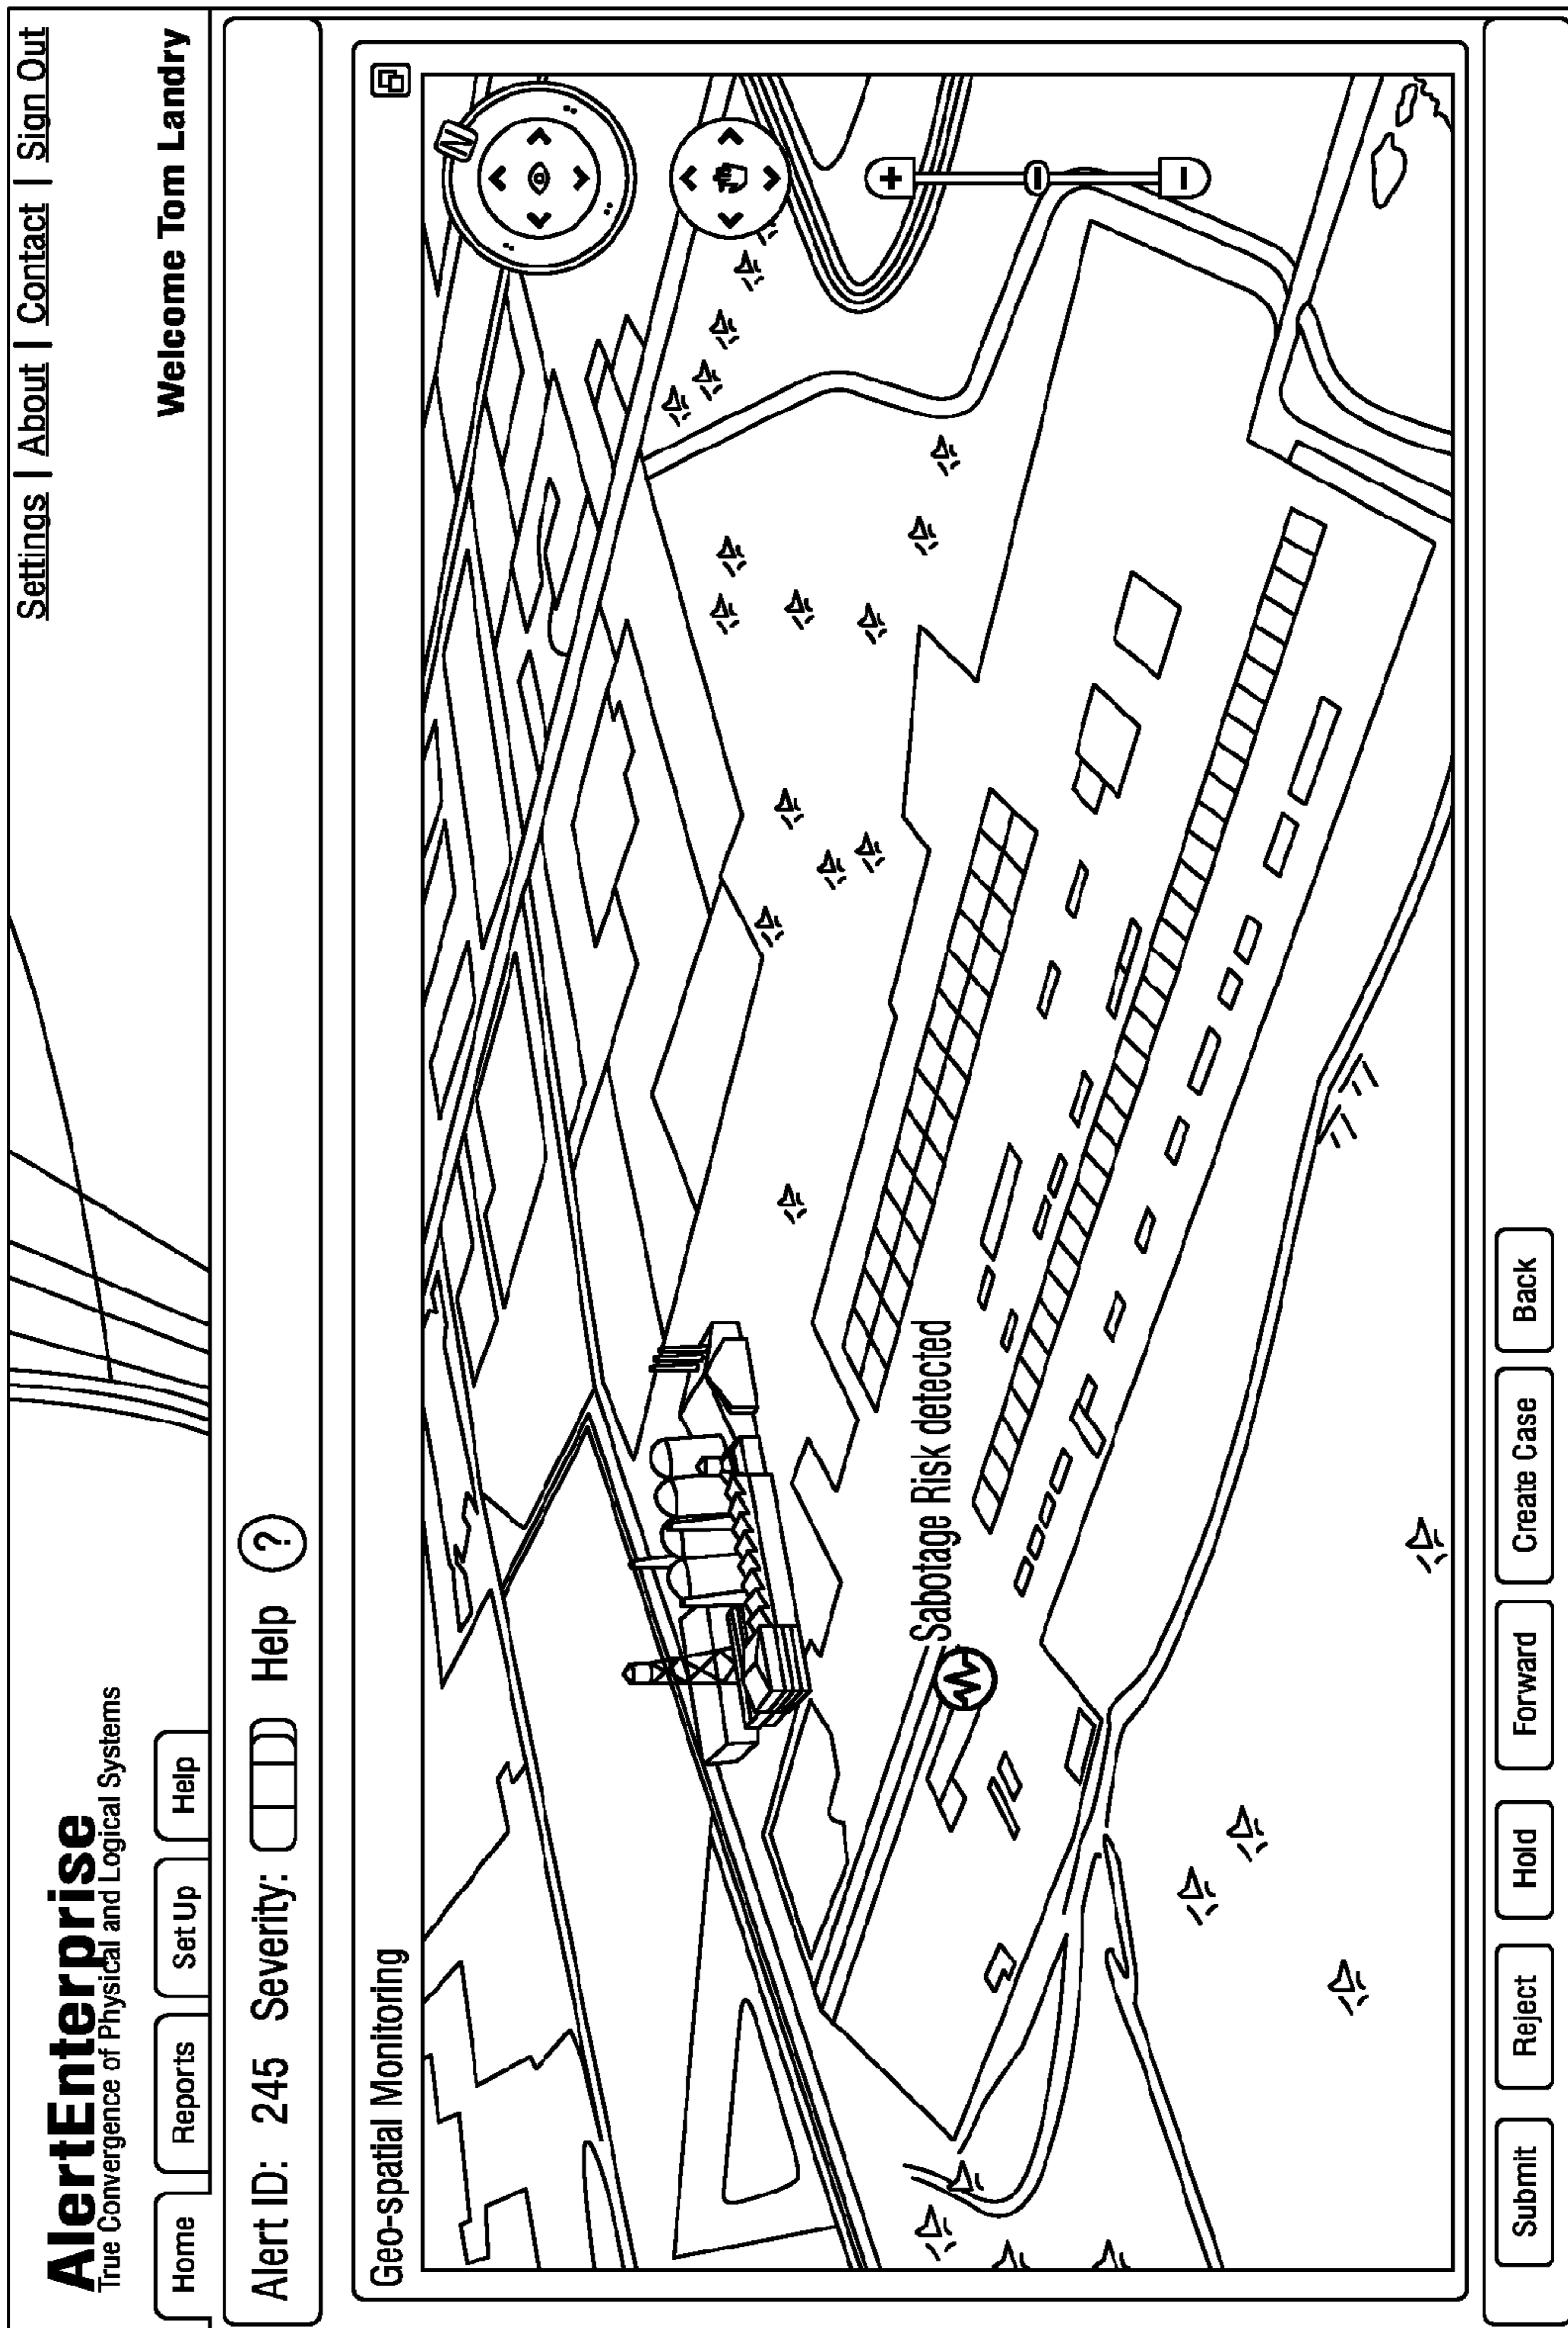 Settings | About | Contact | Sign Out
AlertEnterprise
True Convergence of Physical and Logical Systems
Welcome Tom Landry
Home
Reports
Set Up
Help
Alert ID: 245 Severity: Help ?
Geo-spatial Monitoring
N
+
−
Sabotage Risk detected
Submit
Reject
Hold
Forward
Create Case
Back